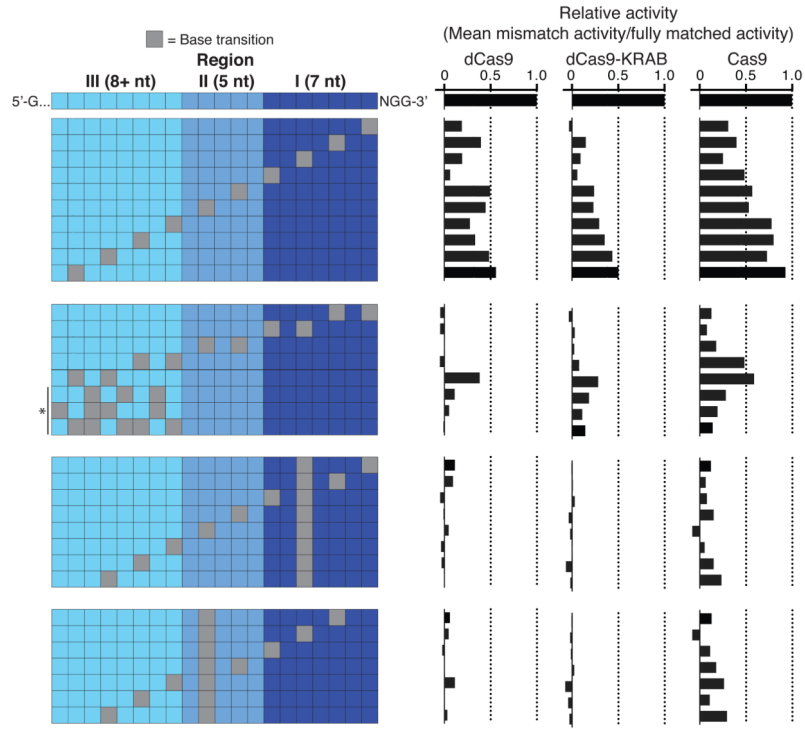 Relative activity
(Mean mismatch activity/fully matched activity)
= Base transition
Region
III (8+ nt) II (5 nt) I (7 nt)
dCas9 dCas9-KRAB Cas9
0 0.5 1.0 0 0.5 1.0 0 0.5 1.0
5'-G... NGG-3'
*